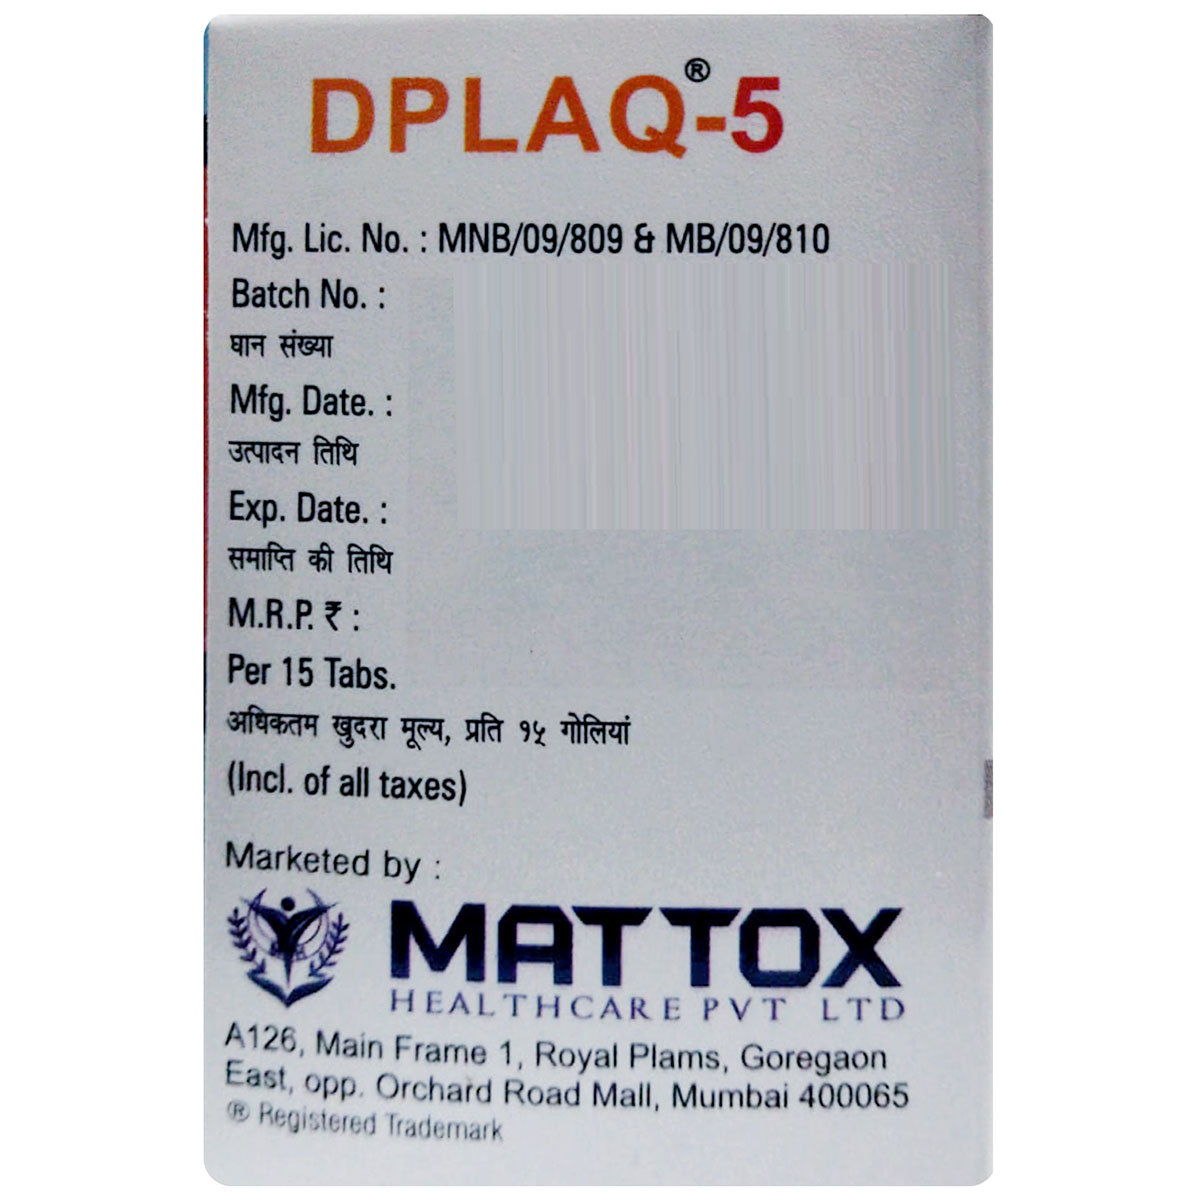 DPLAQ®-5
Mfg. Lic. No. : MNB/09/809 & MB/09/810
Batch No. :
घान संख्या
Mfg. Date. :
उत्पादन तिथि
Exp. Date. :
समाप्ति की तिथि
M.R.P. ₹ :
Per 15 Tabs.
अधिकतम खुदरा मूल्य, प्रति १५ गोलियां
(Incl. of all taxes)
Marketed by :
MATTOX
HEALTHCARE PVT LTD
A126, Main Frame 1, Royal Plams, Goregaon
East, opp. Orchard Road Mall, Mumbai 400065
® Registered Trademark